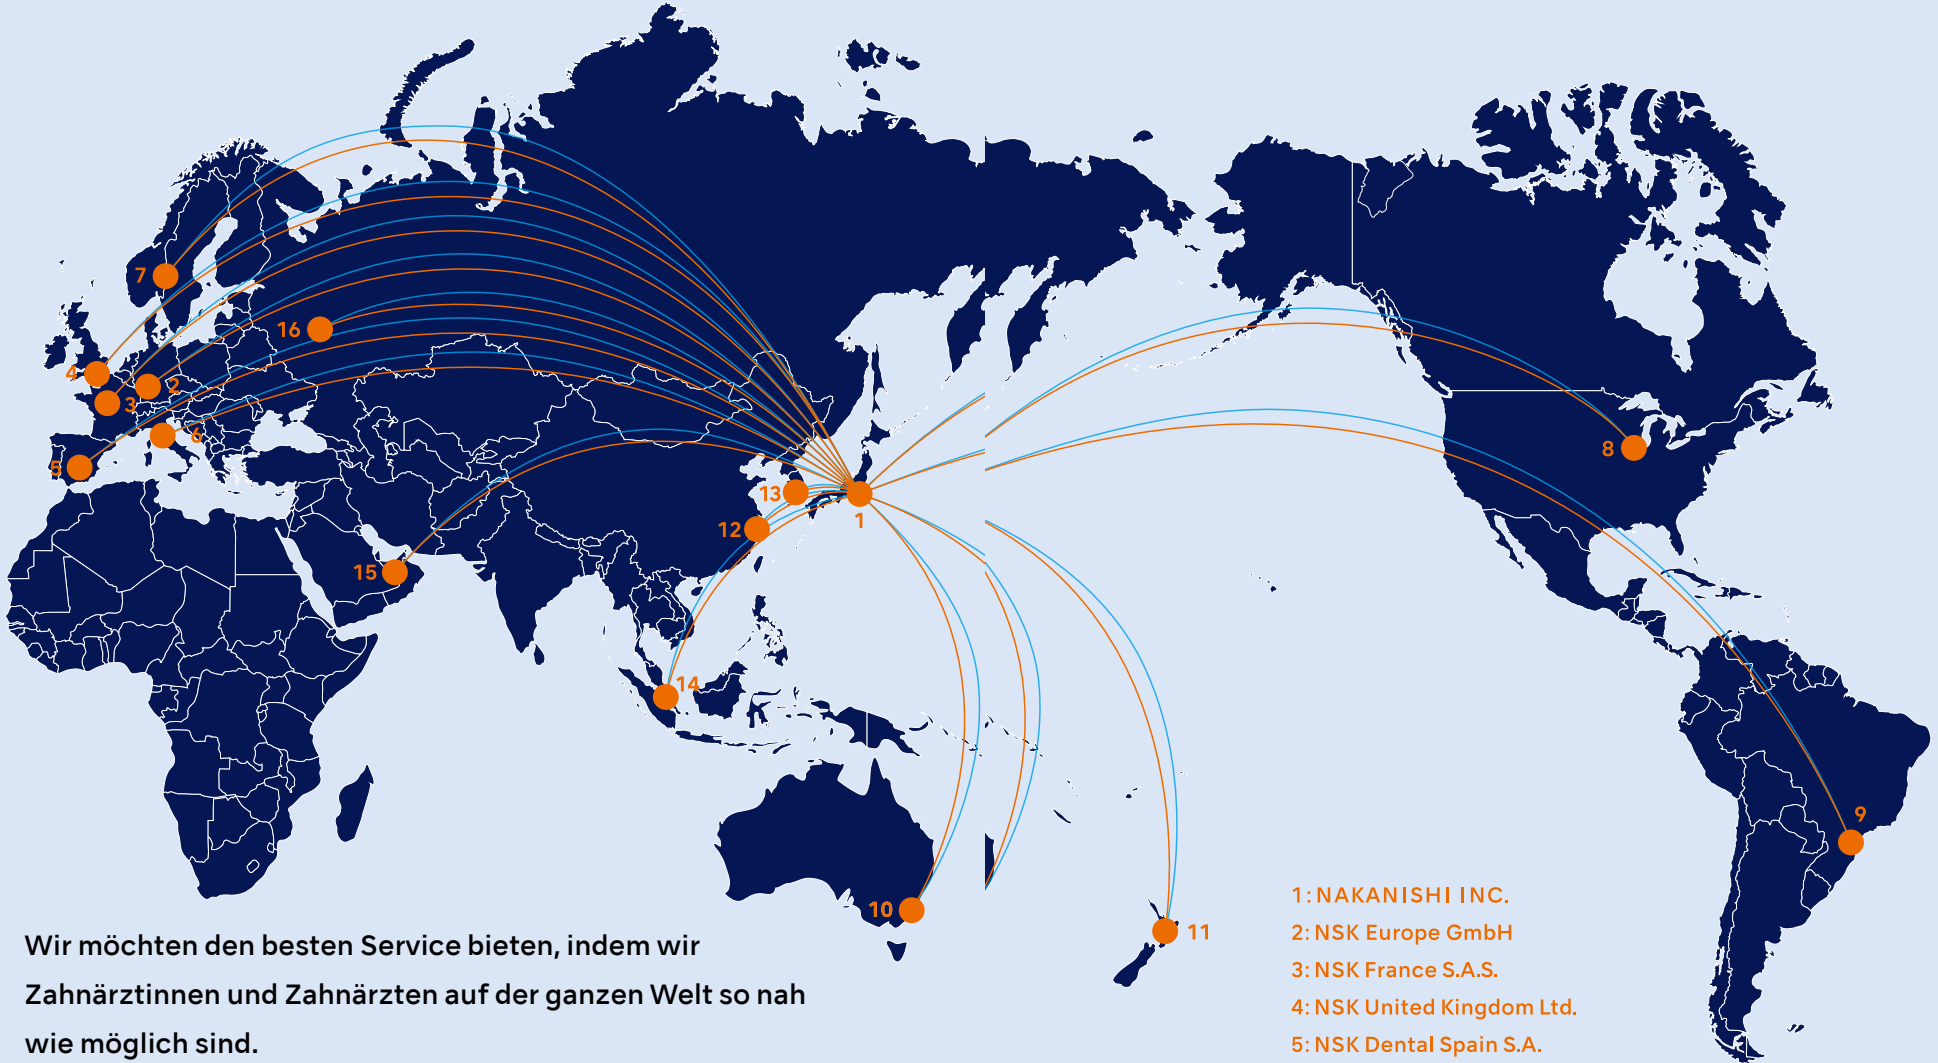 7
16
4
2
3
6
5
8
13
1
12
15
14
9
10
11
Wir möchten den besten Service bieten, indem wir
Zahnärztinnen und Zahnärzten auf der ganzen Welt so nah
wie möglich sind.
1: NAKANISHI INC.
2: NSK Europe GmbH
3: NSK France S.A.S.
4: NSK United Kingdom Ltd.
5: NSK Dental Spain S.A.